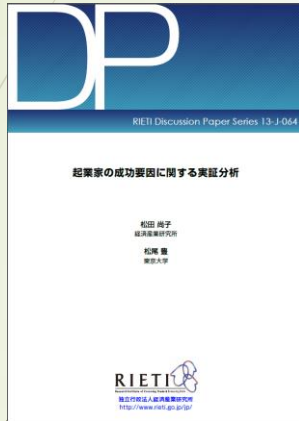 DP
RIETI Discussion Paper Series 13-J-064
起業家の成功要因に関する実証分析
松田 尚子
経済産業研究所
松尾 豊
東京大学
RIETI
独立行政法人経済産業研究所
http://www.rieti.go.jp/jp/